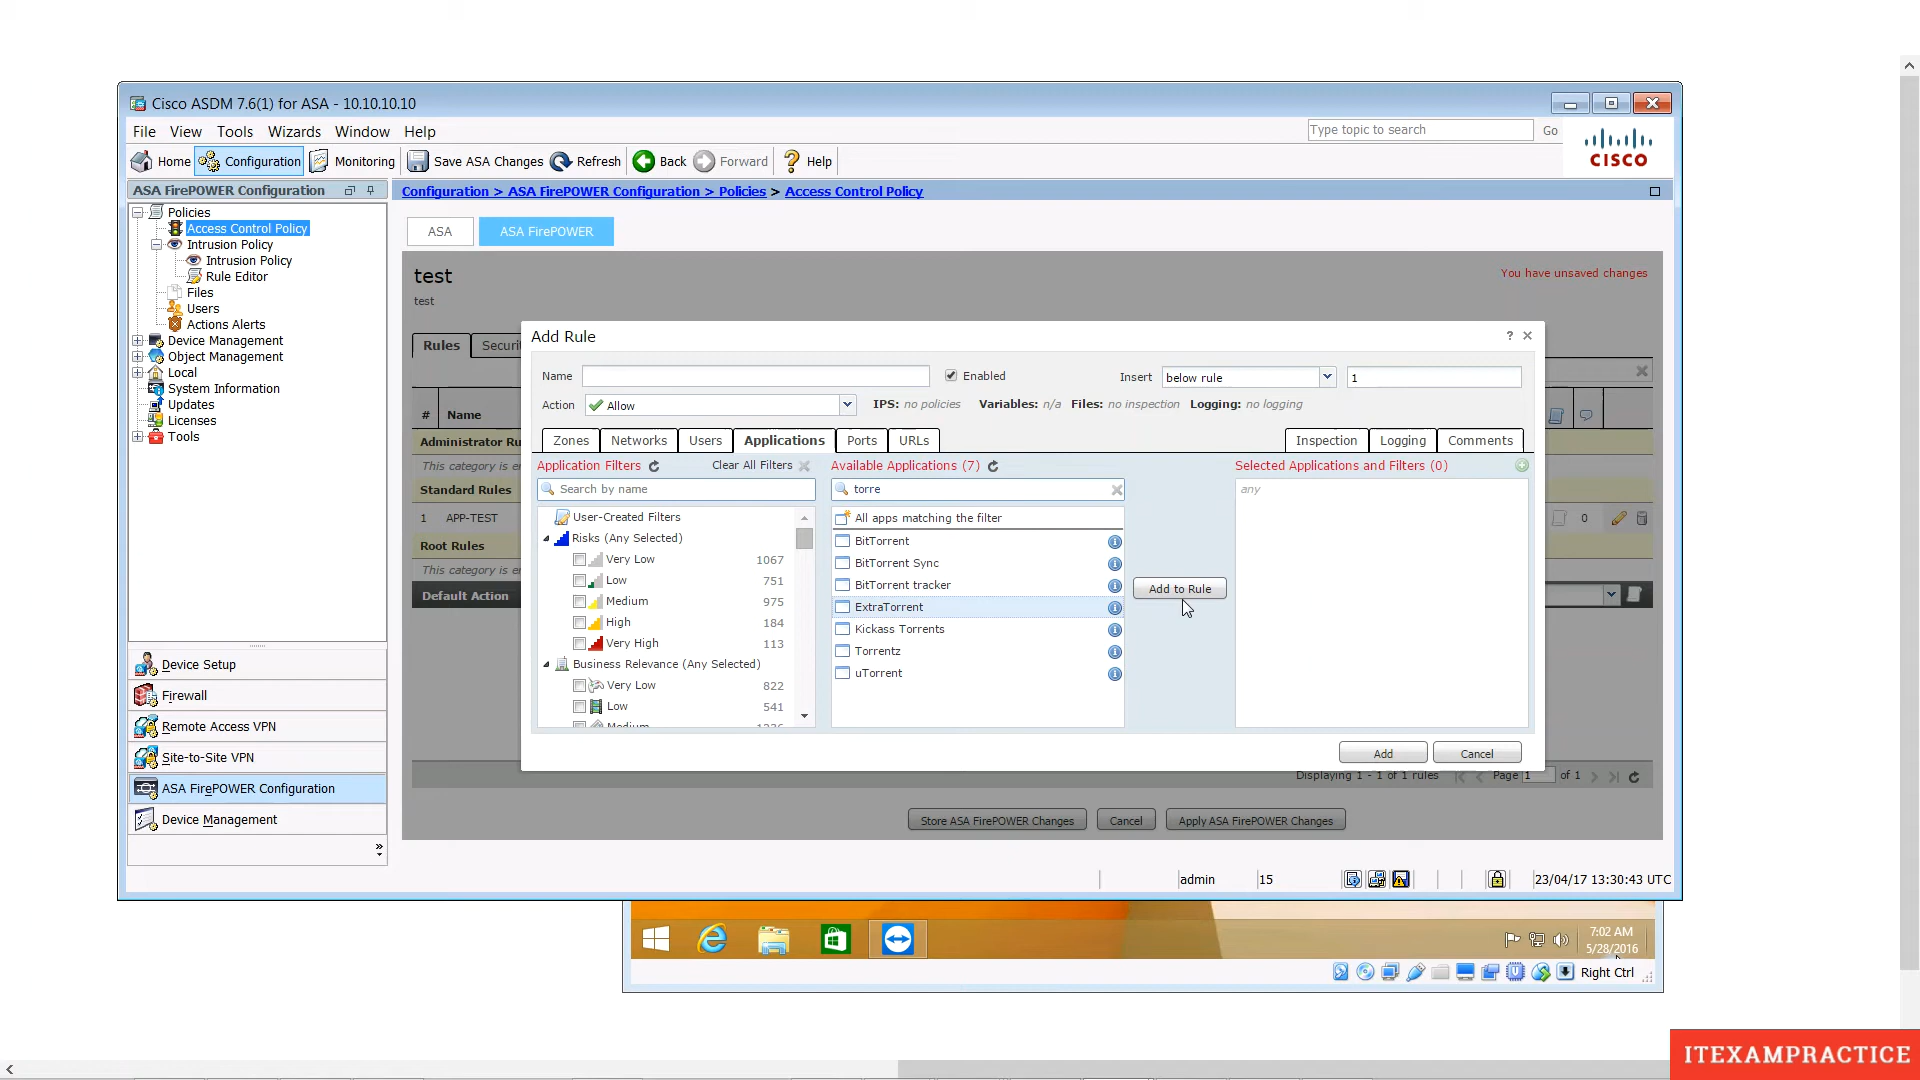 Cisco ASDM 7.6(1) for ASA - 10.10.10.10
File View Tools Wizards Window Help
Type topic to search Go
CISCO
Home Configuration Monitoring Save ASA Changes Refresh Back Forward Help
ASA FirePOWER Configuration
Configuration > ASA FirePOWER Configuration > Policies > Access Control Policy
Policies
Access Control Policy
Intrusion Policy
Intrusion Policy
Rule Editor
Files
Users
Actions Alerts
Device Management
Object Management
Local
System Information
Updates
Licenses
Tools
Device Setup
Firewall
Remote Access VPN
Site-to-Site VPN
ASA FirePOWER Configuration
Device Management
ASA ASA FirePOWER
test
You have unsaved changes
test
Rules Securi
# Name
Administrator Ru
This category is e
Standard Rules
1 APP-TEST 0
Root Rules
This category is e
Default Action
Add Rule ?
Name Enabled Insert below rule 1
Action Allow IPS: no policies Variables: n/a Files: no inspection Logging: no logging
Zones Networks Users Applications Ports URLs Inspection Logging Comments
Application Filters Clear All Filters Available Applications (7) Selected Applications and Filters (0)
Search by name
torre
any
User-Created Filters
Risks (Any Selected)
Very Low 1067
Low 751
Medium 975
High 184
Very High 113
Business Relevance (Any Selected)
Very Low 822
Low 541
Medium 1236
All apps matching the filter
BitTorrent
BitTorrent Sync
BitTorrent tracker
ExtraTorrent
Kickass Torrents
Torrentz
uTorrent
Add to Rule
Add Cancel
Displaying 1 - 1 of 1 rules Page 1 of 1
Store ASA FirePOWER Changes Cancel Apply ASA FirePOWER Changes
admin 15 23/04/17 13:30:43 UTC
7:02 AM
5/28/2016
Right Ctrl
ITEXAMPRACTICE